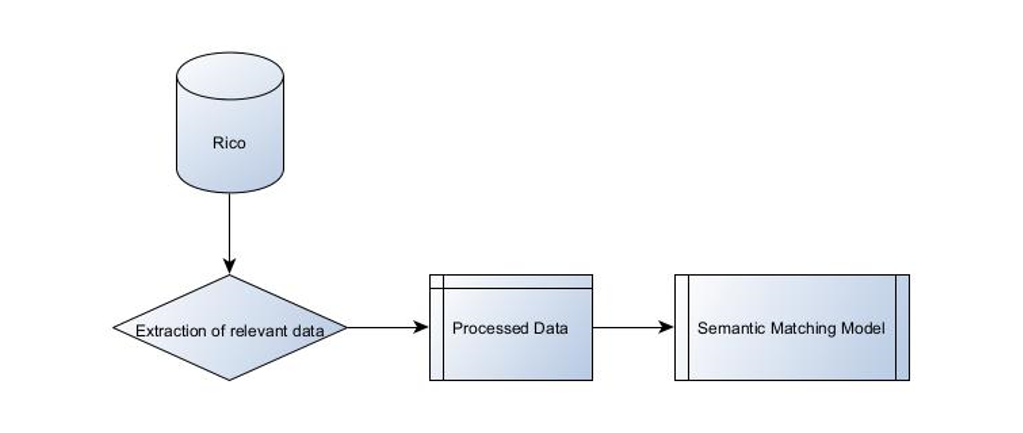 Rico
Extraction of relevant data
Processed Data
Semantic Matching Model